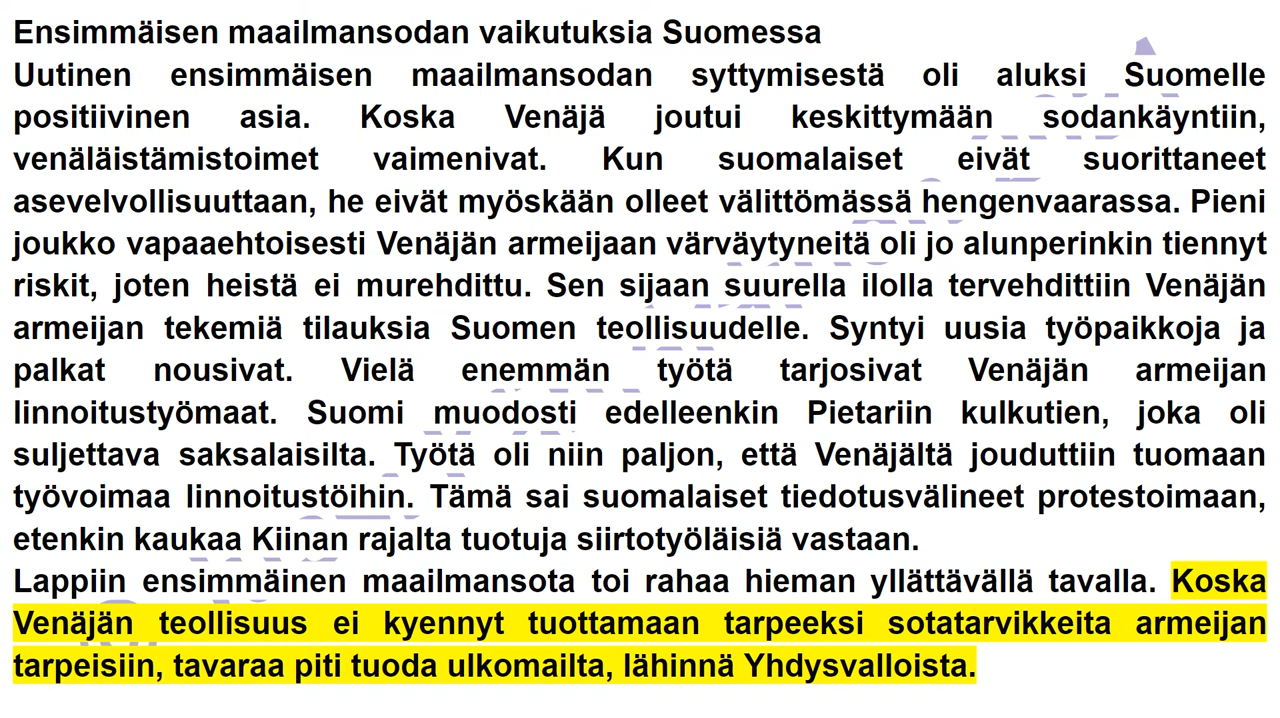 Ensimmäisen maailmansodan vaikutuksia Suomessa
Uutinen ensimmäisen maailmansodan syttymisestä oli aluksi Suomelle
positiivinen asia. Koska Venäjä joutui keskittymään sodankäyntiin,
venäläistämistoimet vaimenivat. Kun suomalaiset eivät suorittaneet
asevelvollisuuttaan, he eivät myöskään olleet välittömässä hengenvaarassa. Pieni
joukko vapaaehtoisesti Venäjän armeijaan värväytyneitä oli jo alunperinkin tiennyt
riskit, joten heistä ei murehdittu. Sen sijaan suurella ilolla tervehdittiin Venäjän
armeijan tekemiä tilauksia Suomen teollisuudelle. Syntyi uusia työpaikkoja ja
palkat nousivat. Vielä enemmän työtä tarjosivat Venäjän armeijan
linnoitustyömaat. Suomi muodosti edelleenkin Pietariin kulkutien, joka oli
suljettava saksalaisilta. Työtä oli niin paljon, että Venäjältä jouduttiin tuomaan
työvoimaa linnoitustöihin. Tämä sai suomalaiset tiedotusvälineet protestoimaan,
etenkin kaukaa Kiinan rajalta tuotuja siirtotyöläisiä vastaan.
Lappiin ensimmäinen maailmansota toi rahaa hieman yllättävällä tavalla. Koska
Venäjän teollisuus ei kyennyt tuottamaan tarpeeksi sotatarvikkeita armeijan
tarpeisiin, tavaraa piti tuoda ulkomailta, lähinnä Yhdysvalloista.